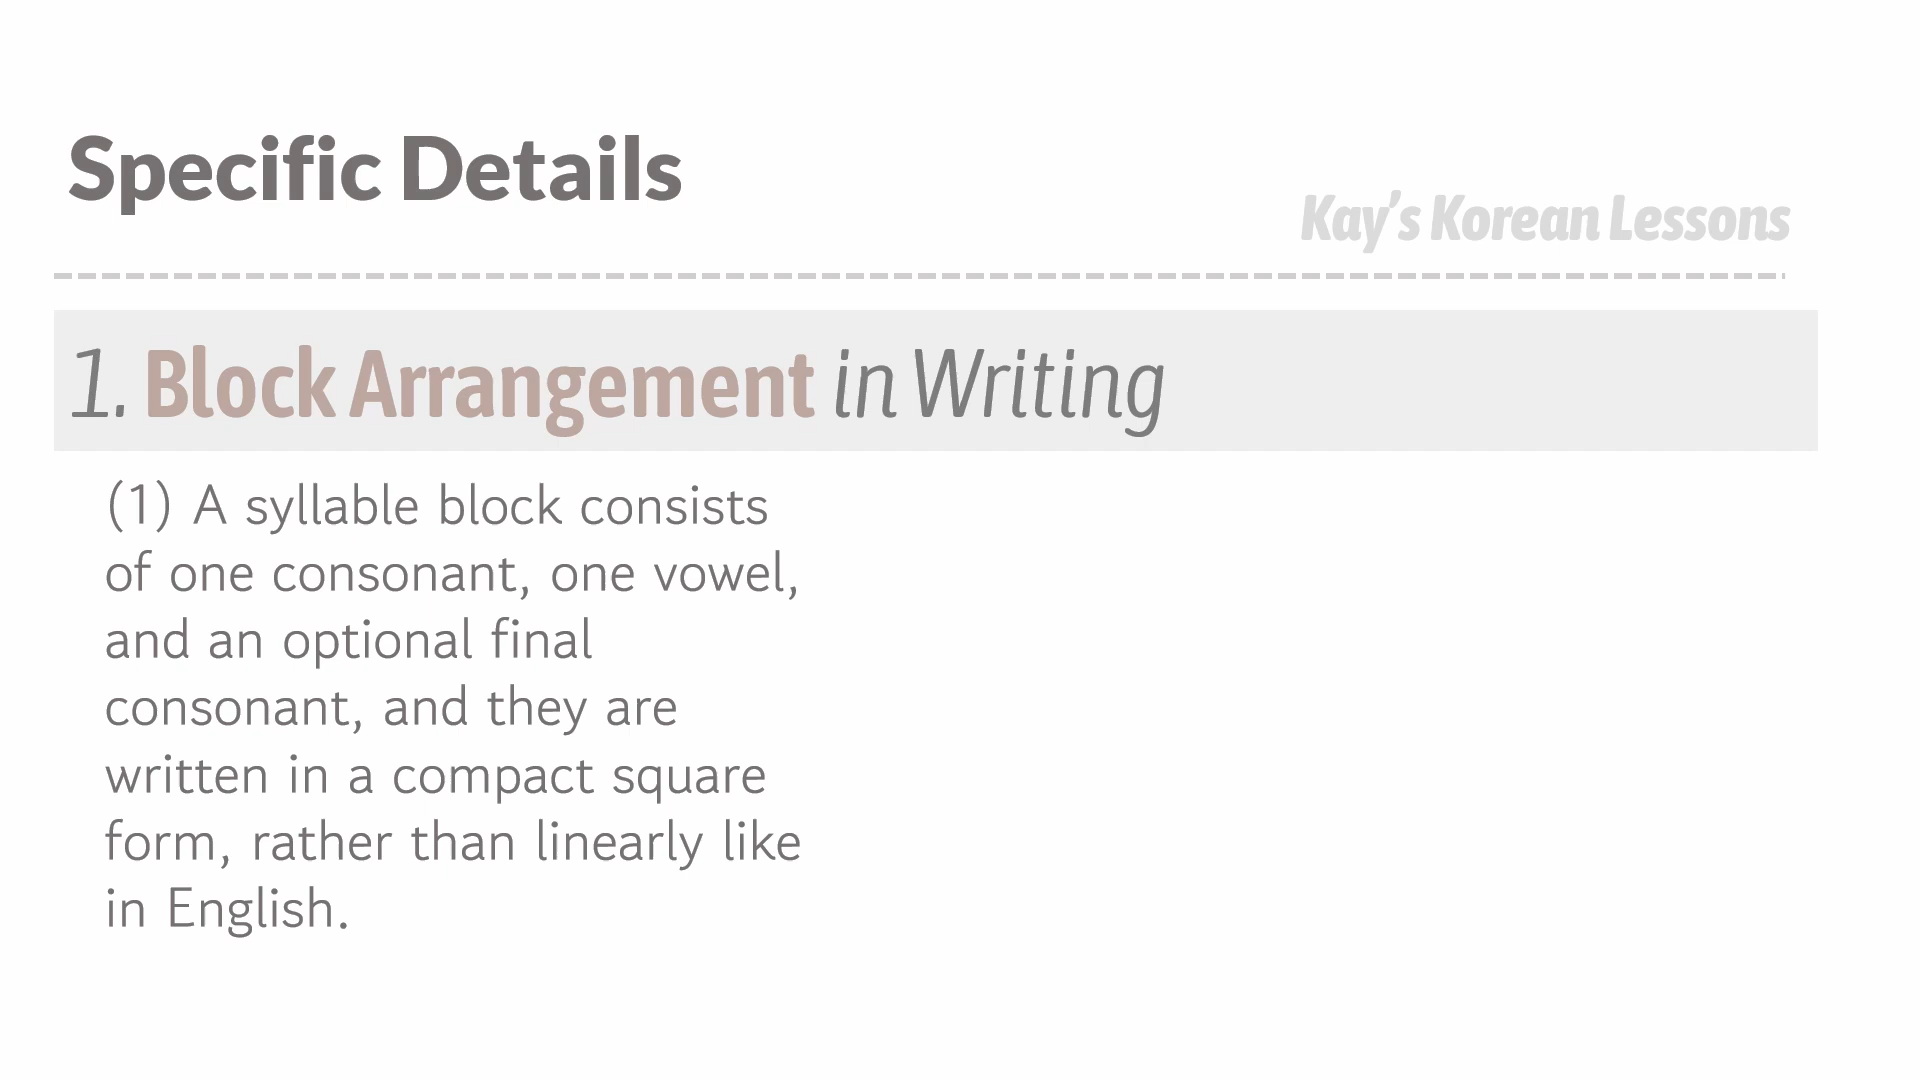 Specific Details
Kay’s Korean Lessons
1. Block Arrangement in Writing
(1) A syllable block consists
of one consonant, one vowel,
and an optional final
consonant, and they are
written in a compact square
form, rather than linearly like
in English.